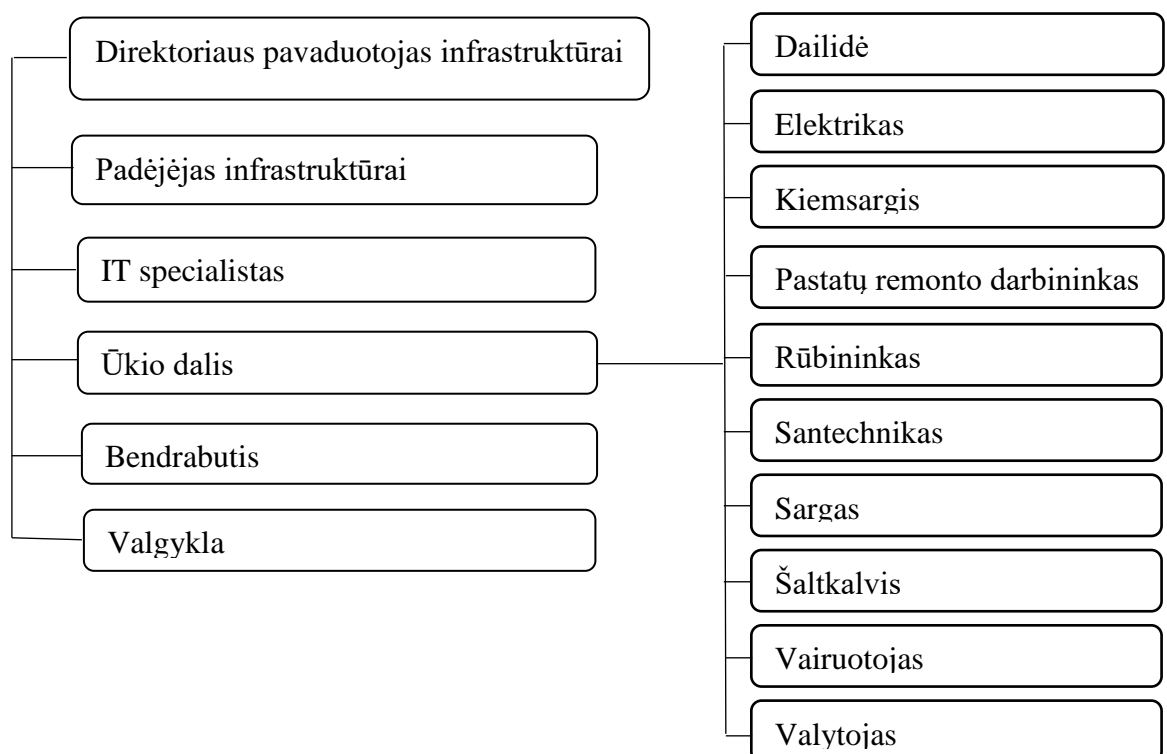 Direktoriaus pavaduotojas infrastruktūrai
Padėjėjas infrastruktūrai
IT specialistas
Ūkio dalis
Bendrabutis
Valgykla
Dailidė
Elektrikas
Kiemsargis
Pastatų remonto darbininkas
Rūbininkas
Santechnikas
Sargas
Šaltkalvis
Vairuotojas
Valytojas